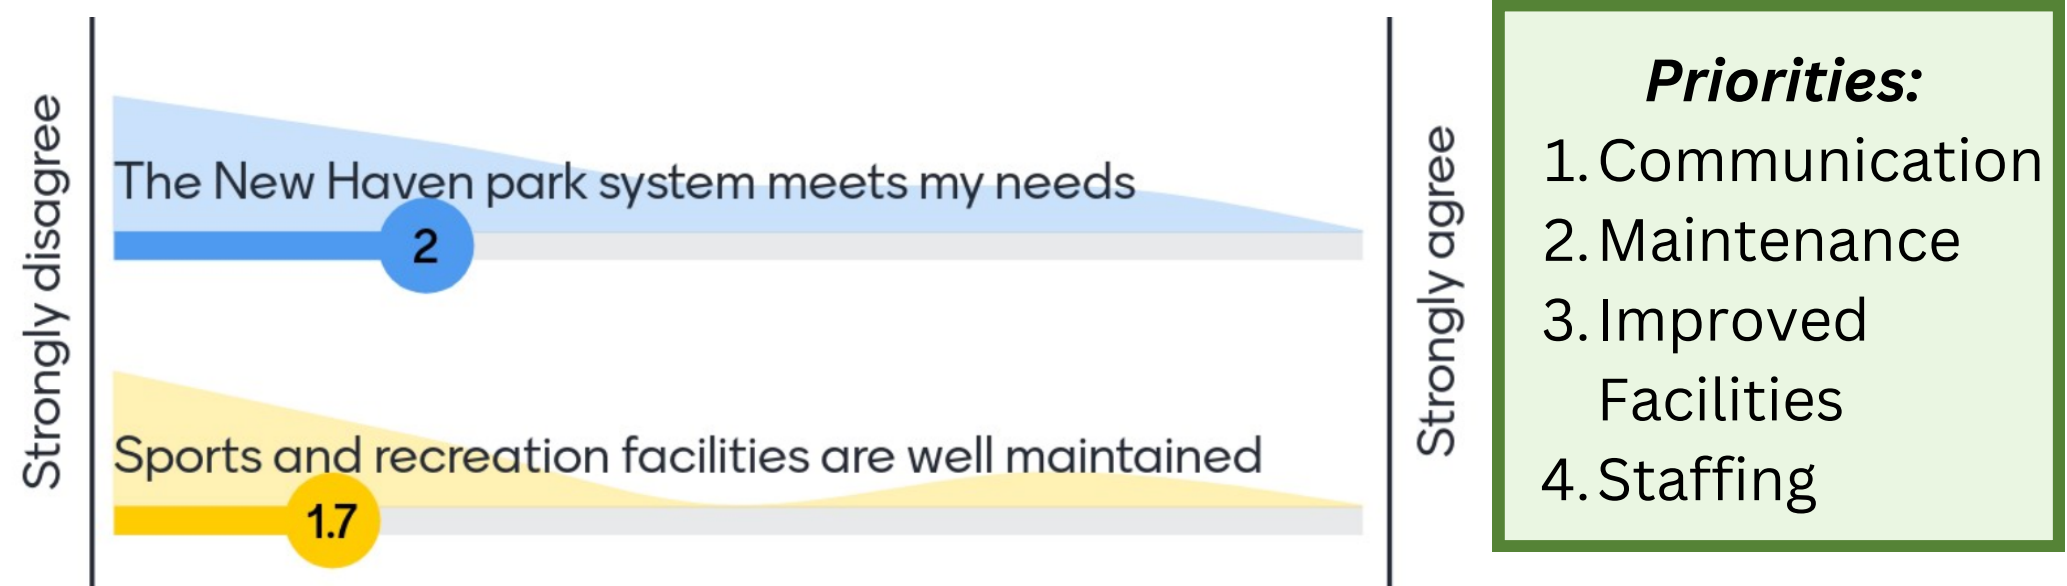 Strongly disagree
The New Haven park system meets my needs
2
Sports and recreation facilities are well maintained
1.7
Strongly agree
Priorities:
1. Communication
2. Maintenance
3. Improved
Facilities
4. Staffing